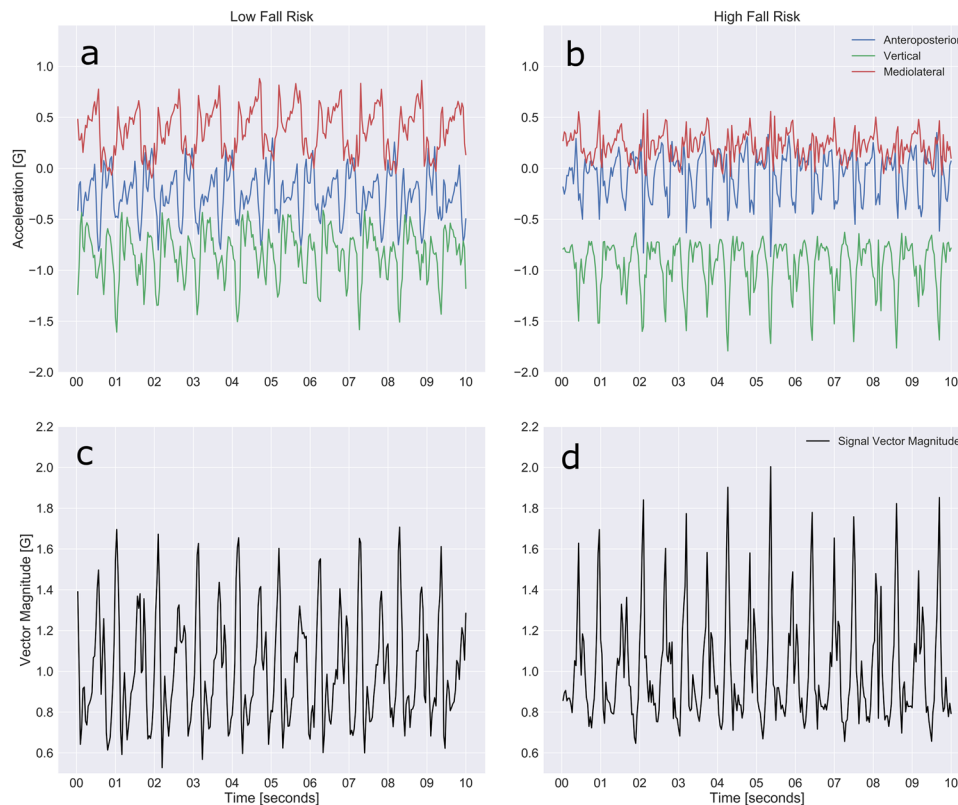 Low Fall Risk
High Fall Risk
a
b
Anteroposterior
Vertical
Mediolateral
Acceleration [G]
1.0
0.5
0.0
−0.5
−1.0
−1.5
−2.0
00 01 02 03 04 05 06 07 08 09 10
1.0
0.5
0.0
−0.5
−1.0
−1.5
−2.0
00 01 02 03 04 05 06 07 08 09 10
c
d
Signal Vector Magnitude
Vector Magnitude [G]
2.2
2.0
1.8
1.6
1.4
1.2
1.0
0.8
0.6
00 01 02 03 04 05 06 07 08 09 10
Time [seconds]
2.2
2.0
1.8
1.6
1.4
1.2
1.0
0.8
0.6
00 01 02 03 04 05 06 07 08 09 10
Time [seconds]